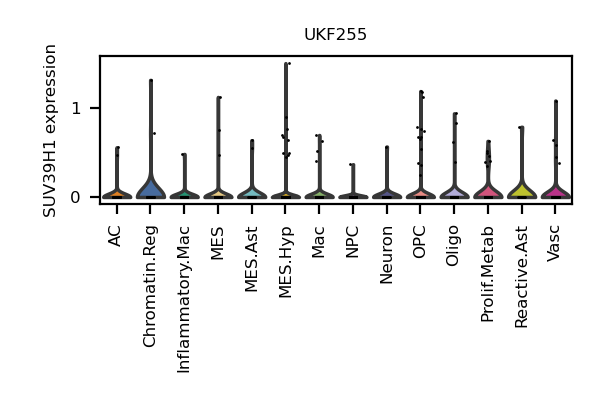 UKF255
SUV39H1 expression
1
0
AC
Chromatin.Reg
Inflammatory.Mac
MES
MES.Ast
MES.Hyp
Mac
NPC
Neuron
OPC
Oligo
Prolif.Metab
Reactive.Ast
Vasc